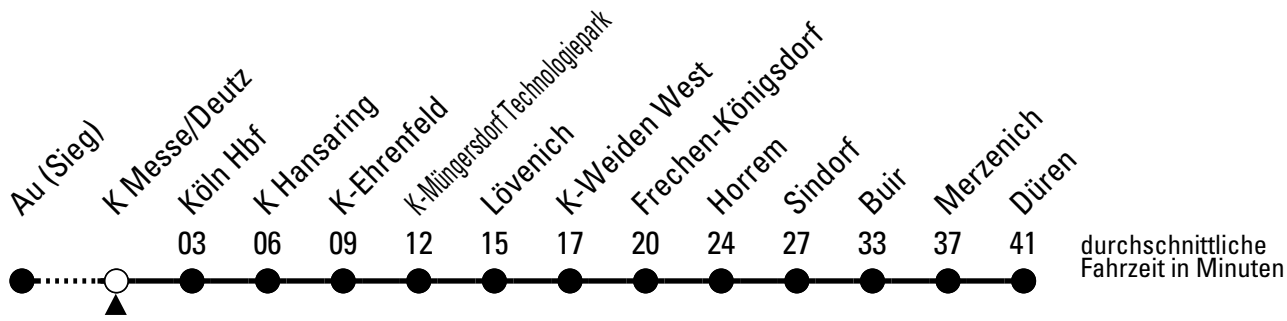 Au (Sieg)
K Messe/Deutz
Köln Hbf
K Hansaring
K-Ehrenfeld
K-Müngersdorf Technologiepark
Lövenich
K-Weiden West
Frechen-Königsdorf
Horrem
Sindorf
Buir
Merzenich
Düren
03 06 09 12 15 17 20 24 27 33 37 41
durchschnittliche
Fahrzeit in Minuten